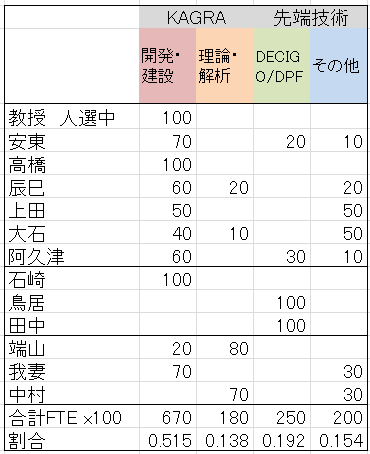 KAGRA 先端技術
開発・建設 理論・解析 DECIGO/DPF その他
教授　人選中 100
安東 70 20 10
高橋 100
辰巳 60 20 20
上田 50 50
大石 40 10 50
阿久津 60 30 10
石崎 100
鳥居 100
田中 100
端山 20 80
我妻 70 30
中村 70 30
合計FTE x100 670 180 250 200
割合 0.515 0.138 0.192 0.154